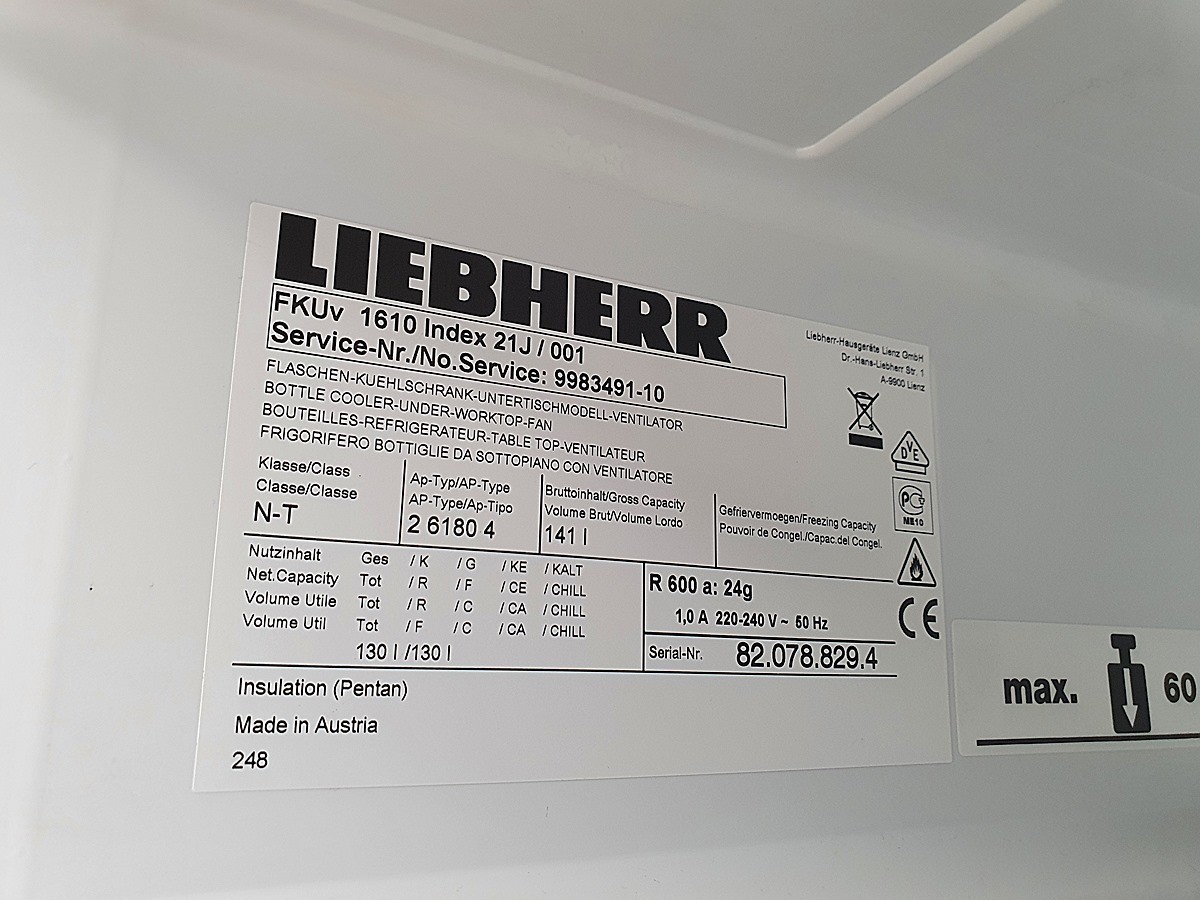 LIEBHERR
FKUv 1610 Index 21J / 001
Service-Nr./No.Service: 9983491-10
Liebherr-Hausgeräte Lienz GmbH
Dr.-Hans-Liebherr Str. 1
A-9900 Lienz
FLASCHEN-KUEHLSCHRANK-UNTERTISCHMODELL-VENTILATOR
BOTTLE COOLER-UNDER-WORKTOP-FAN
BOUTEILLES-REFRIGERATEUR-TABLE TOP-VENTILATEUR
FRIGORIFERO BOTTIGLIE DA SOTTOPIANO CON VENTILATORE
DVE
PC
ME10
Klasse/Class
Classe/Classe
N-T
Ap-Typ/AP-Type
AP-Type/Ap-Tipo
2 6180 4
Bruttoinhalt/Gross Capacity
Volume Brut/Volume Lordo
141 l
Gefriervermoegen/Freezing Capacity
Pouvoir de Congel./Capac.del Congel.
Nutzinhalt Ges / K / G / KE / KALT
Net.Capacity Tot / R / F / CE / CHILL
Volume Utile Tot / R / C / CA / CHILL
Volume Util Tot / F / C / CA / CHILL
130 l /130 l
R 600 a: 24g
1,0 A 220-240 V ~ 50 Hz
Serial-Nr. 82.078.829.4
CE
Insulation (Pentan)
Made in Austria
248
max. 60